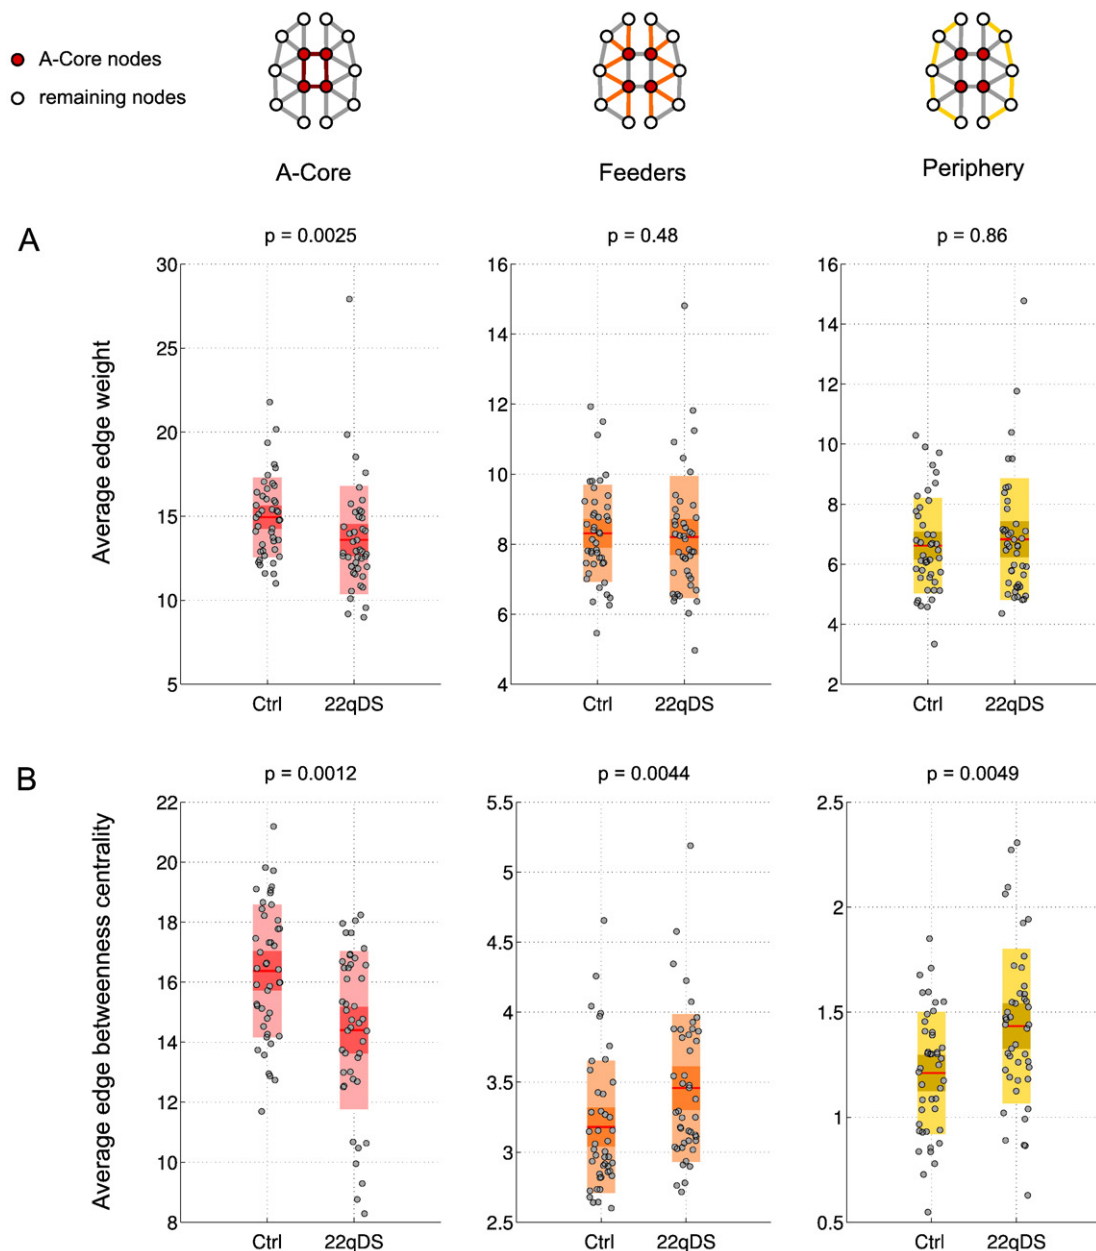 A-Core nodes
remaining nodes
A-Core
Feeders
Periphery
A
p = 0.0025
p = 0.48
p = 0.86
Average edge weight
30
25
20
15
10
5
Ctrl
22qDS
16
14
12
10
8
6
4
Ctrl
22qDS
16
14
12
10
8
6
4
2
Ctrl
22qDS
B
p = 0.0012
p = 0.0044
p = 0.0049
Average edge betweenness centrality
22
20
18
16
14
12
10
8
Ctrl
22qDS
5.5
5
4.5
4
3.5
3
2.5
Ctrl
22qDS
2.5
2
1.5
1
0.5
Ctrl
22qDS